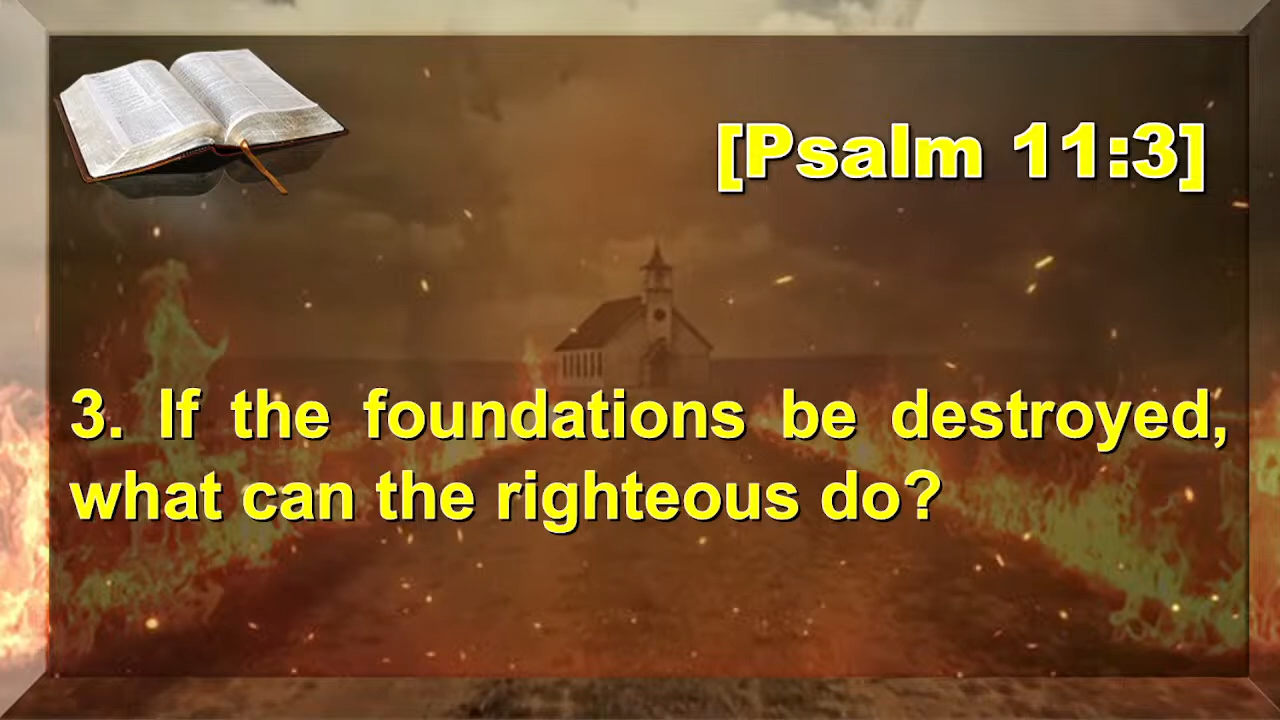 [Psalm 11:3]
3. If the foundations be destroyed,
what can the righteous do?